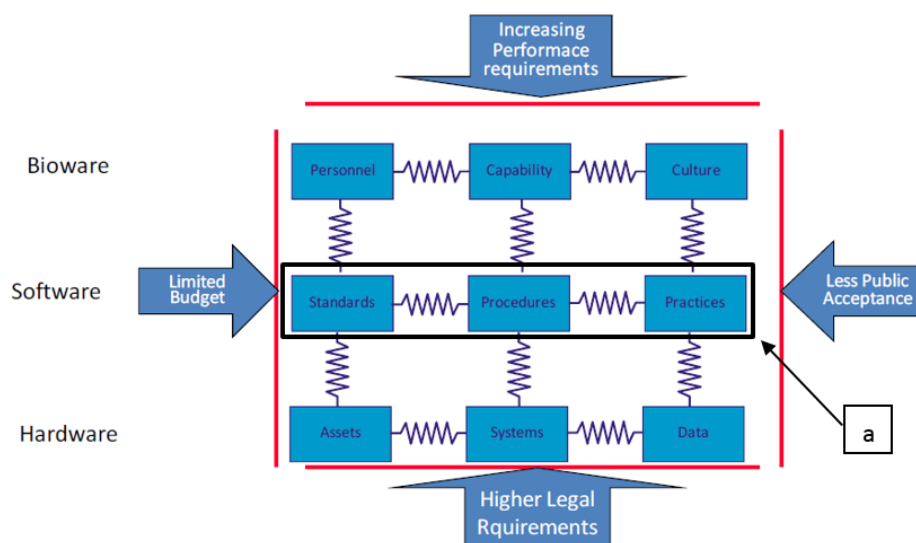 Increasing
Performace
requirements
Bioware
Personnel
Capability
Culture
Limited
Budget
Software
Standards
Procedures
Practices
Less Public
Acceptance
Hardware
Assets
Systems
Data
a
Higher Legal
Rquirements